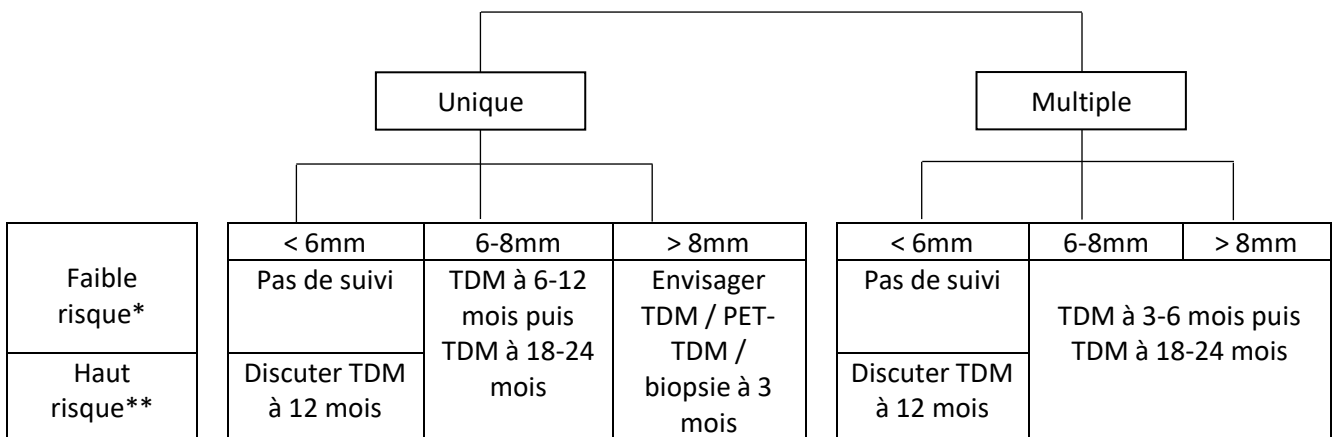 Unique
Multiple
< 6mm
6-8mm
> 8mm
< 6mm
6-8mm
> 8mm
Faible
risque*
Pas de suivi
TDM à 6-12
mois puis
TDM à 18-24
mois
Envisager
TDM / PET-
TDM /
biopsie à 3
mois
Pas de suivi
TDM à 3-6 mois puis
TDM à 18-24 mois
Haut
risque**
Discuter TDM
à 12 mois
Discuter TDM
à 12 mois